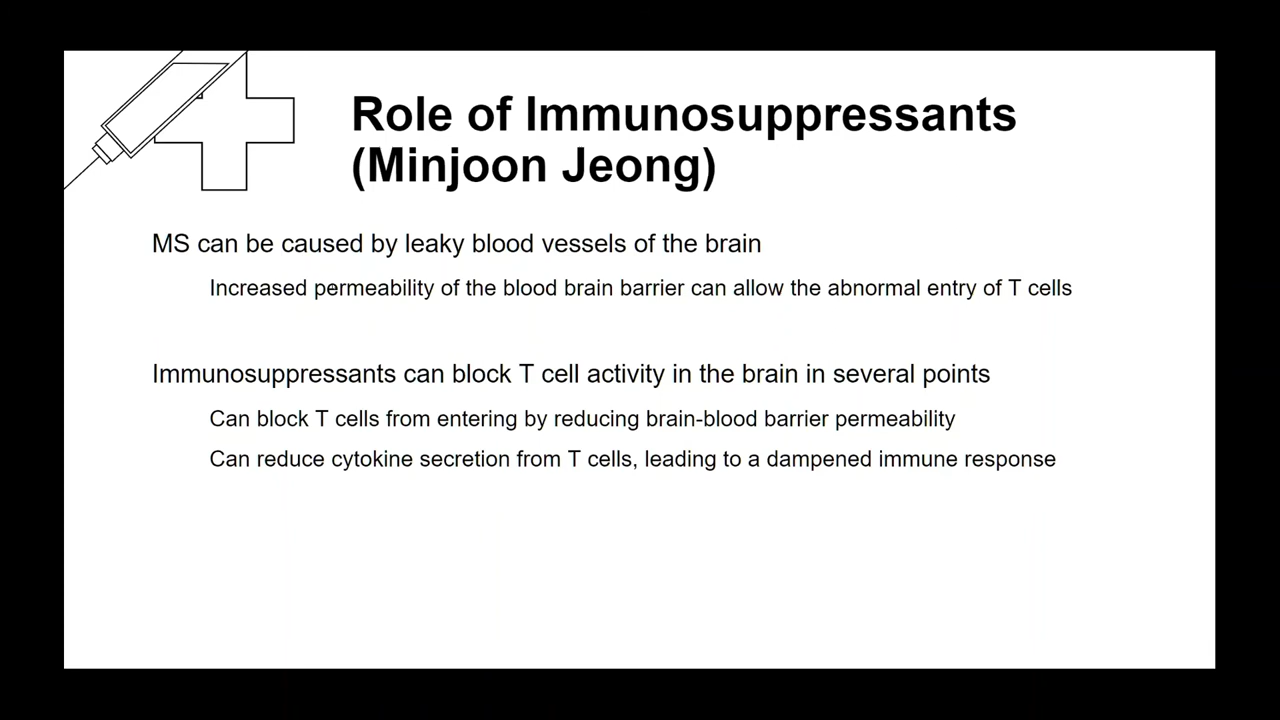 Role of Immunosuppressants
(Minjoon Jeong)
MS can be caused by leaky blood vessels of the brain
Increased permeability of the blood brain barrier can allow the abnormal entry of T cells
Immunosuppressants can block T cell activity in the brain in several points
Can block T cells from entering by reducing brain-blood barrier permeability
Can reduce cytokine secretion from T cells, leading to a dampened immune response